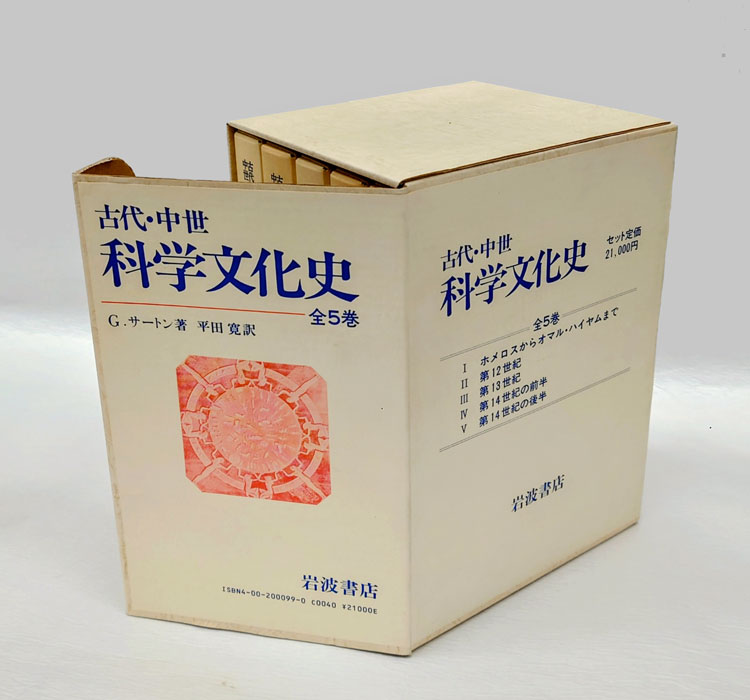 古代・中世
科学文化史
全5巻
G．サートン著 平田 寛訳
岩波書店
ISBN4-00-200099-0 C0040 ¥21000E
古代・中世
科学文化史
セット定価
21,000円
全5巻
I ホメロスからオマル・ハイヤムまで
II 第12世紀
III 第13世紀
IV 第14世紀の前半
V 第14世紀の後半
岩波書店